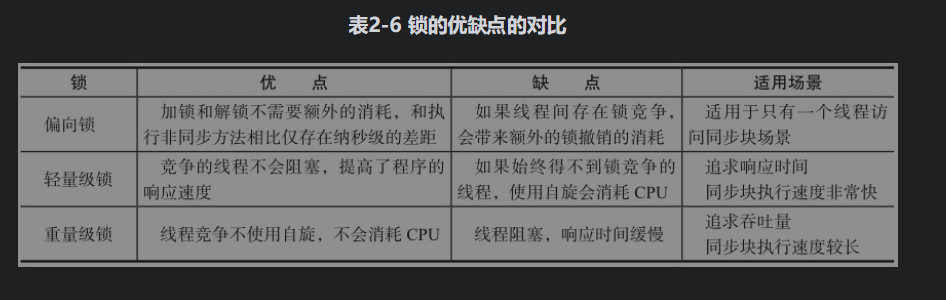 表2-6 锁的优缺点的对比
锁 优 点 缺 点 适用场景
偏向锁 加锁和解锁不需要额外的消耗，和执 如果线程间存在锁竞争， 适用于只有一个线程访
行非同步方法相比仅存在纳秒级的差距 会带来额外的锁撤销的消耗 问同步块场景
轻量级锁 竞争的线程不会阻塞，提高了程序的 如果始终得不到锁竞争的 追求响应时间
响应速度 线程，使用自旋会消耗 CPU 同步块执行速度非常快
重量级锁 线程竞争不使用自旋，不会消耗 CPU 线程阻塞，响应时间缓慢 追求吞吐量
同步块执行速度较长